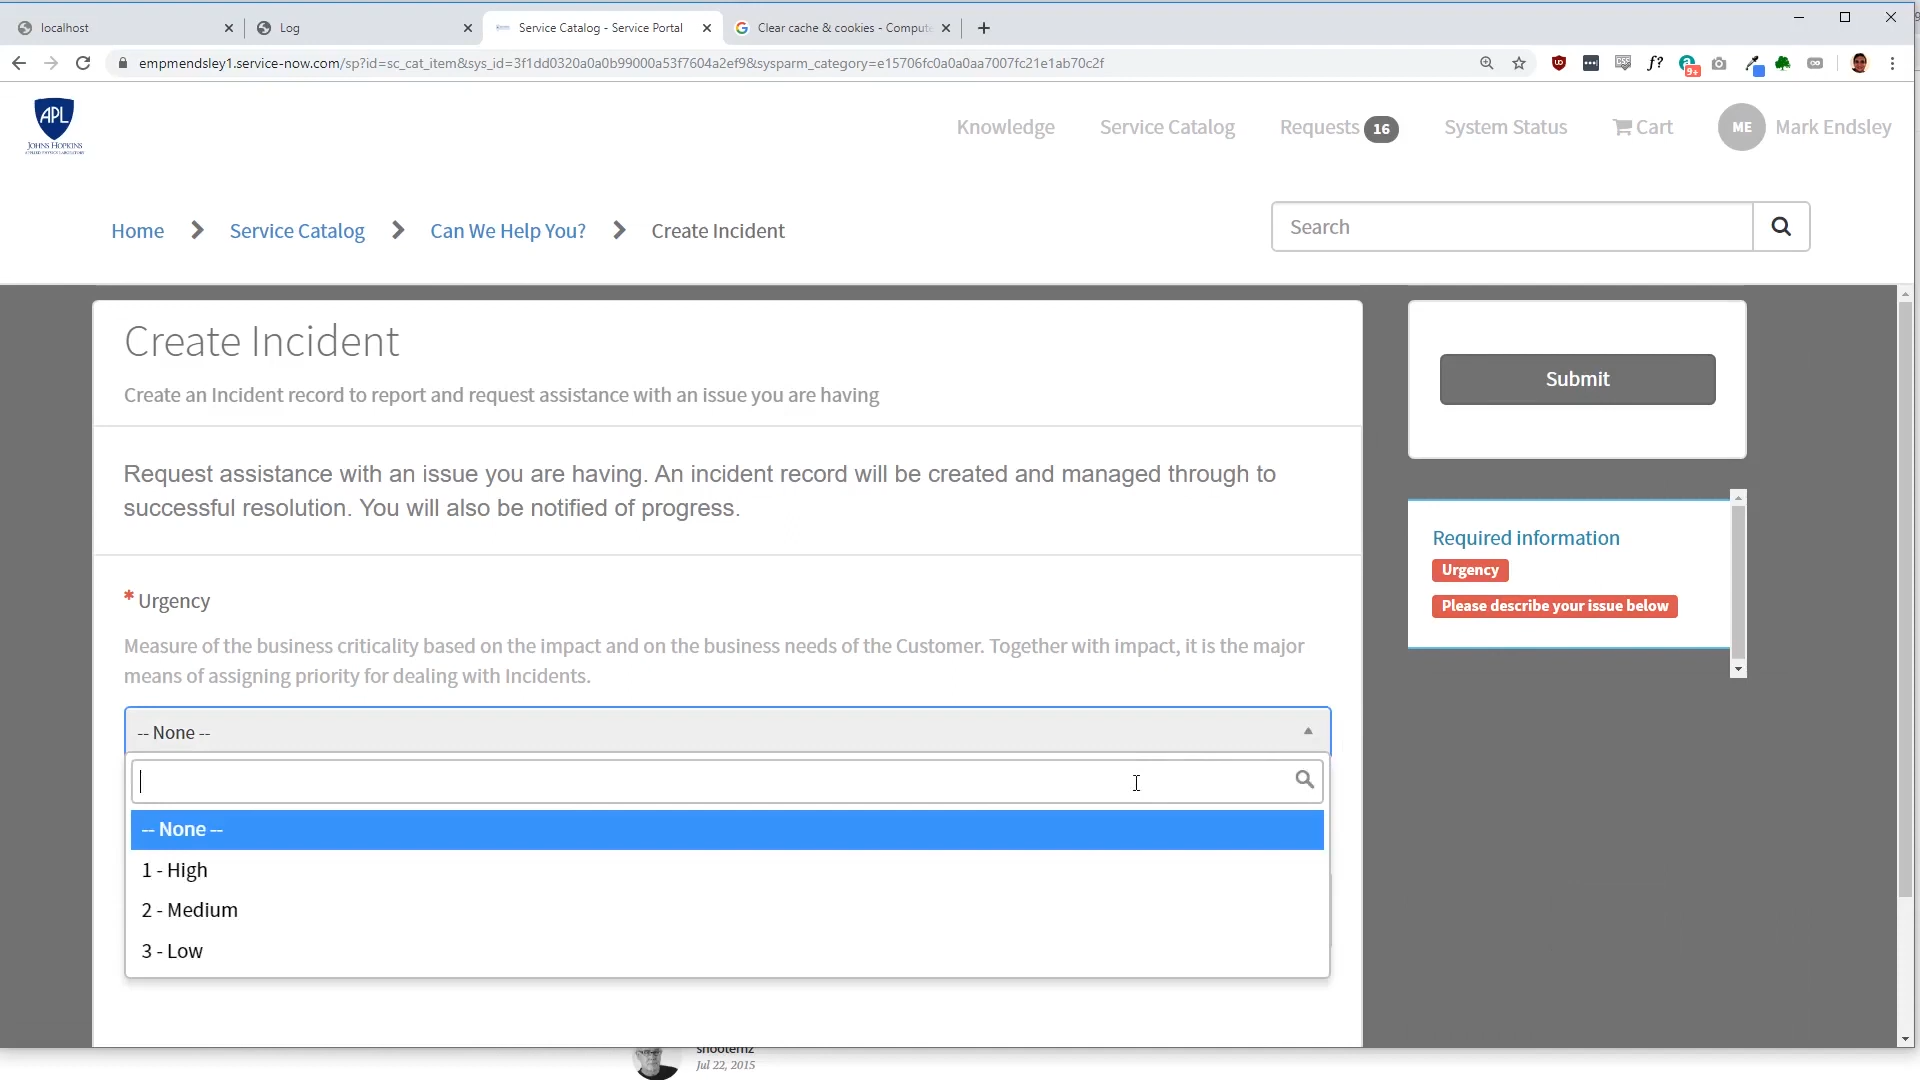 localhost
Log
Service Catalog - Service Portal
Clear cache & cookies - Compute
empmendsley1.service-now.com/sp?id=sc_cat_item&sys_id=3f1dd0320a0a0b99000a53f7604a2ef9&sysparm_category=e15706fc0a0a0aa7007fc21e1ab70c2f
f?
9+
APL
JOHNS HOPKINS
Knowledge
Service Catalog
Requests 16
System Status
Cart
ME
Mark Endsley
Home
Service Catalog
Can We Help You?
Create Incident
Search
Create Incident
Create an Incident record to report and request assistance with an issue you are having
Submit
Request assistance with an issue you are having. An incident record will be created and managed through to
successful resolution. You will also be notified of progress.
Required information
Urgency
Please describe your issue below
* Urgency
Measure of the business criticality based on the impact and on the business needs of the Customer. Together with impact, it is the major
means of assigning priority for dealing with Incidents.
-- None --
-- None --
1 - High
2 - Medium
3 - Low
Jul 22, 2015